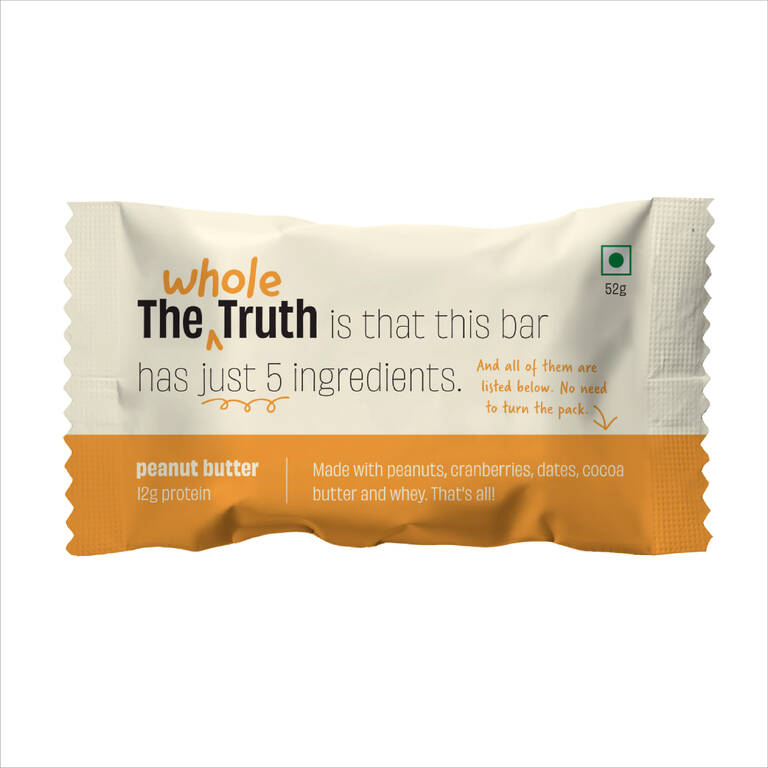 whole
The Truth is that this bar
has just 5 ingredients.
And all of them are
listed below. No need
to turn the pack.
52g
peanut butter
12g protein
Made with peanuts, cranberries, dates, cocoa
butter and whey. That's all!